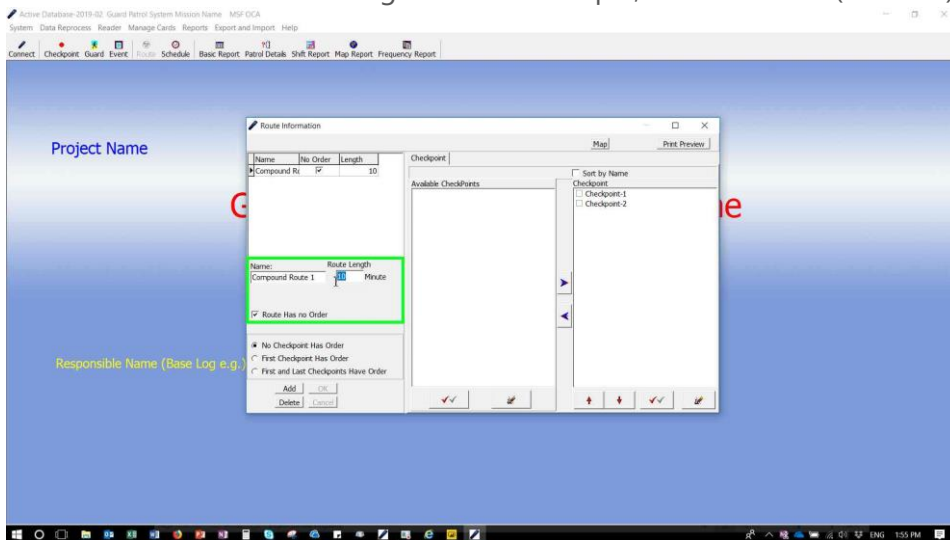 Active Database-2019-02 Guard Patrol System Mission Name MSF OCA
System Data Reprocess Reader Manage Cards Reports Export and Import Help
Connect Checkpoint Guard Event Route Schedule Basic Report Patrol Details Shift Report Map Report Frequency Report
Project Name
Responsible Name (Base Log e.g.)
Route Information
Map Print Preview
Name No Order Length
Compound Ro 10
Name: Route Length
Compound Route 1 10 Minute
Route Has no Order
No Checkpoint Has Order
First Checkpoint Has Order
First and Last Checkpoints Have Order
Add OK
Delete Cancel
Checkpoint
Sort by Name
Available CheckPoints
Checkpoint
Checkpoint-1
Checkpoint-2
ENG 1:55 PM